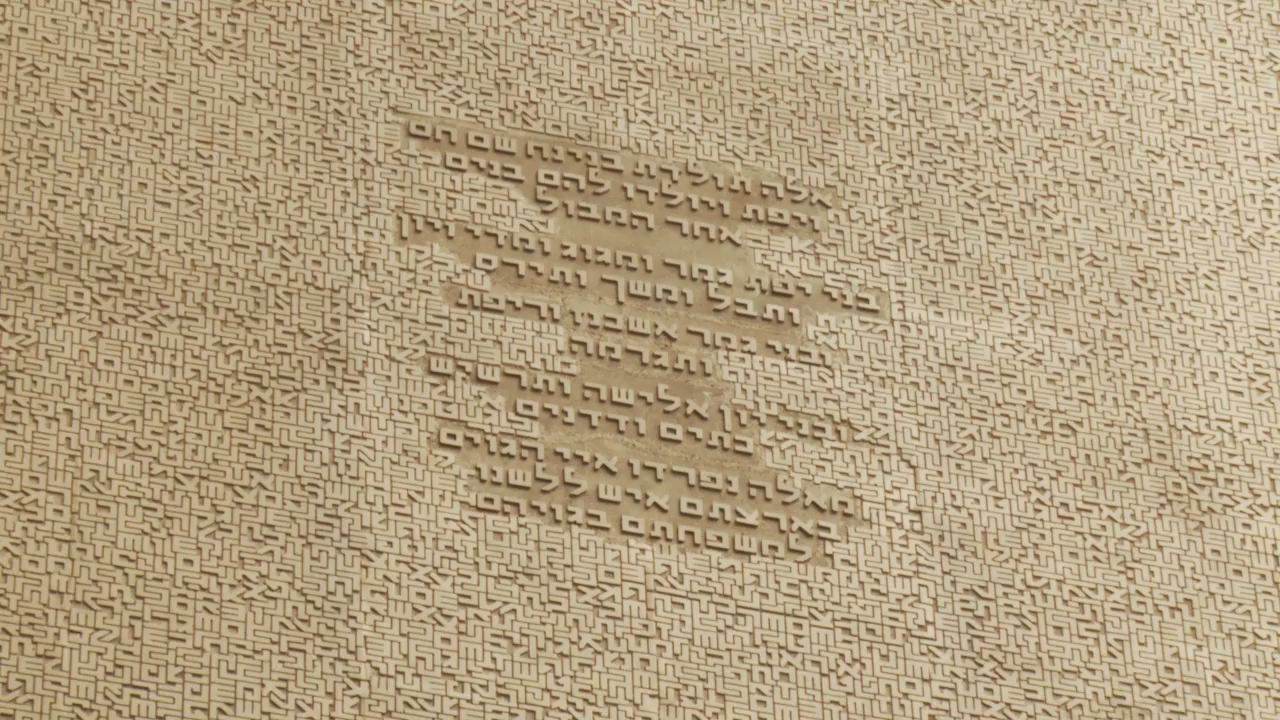 אלה תולדת בני נח שם חם
ויפת ויולדו להם בנים
אחר המבול
בני יפת גמר ומגוג ומדי ויון
ותבל ומשך ותירס
ובני גמר אשכנז וריפת
ותגרמה
ובני יון אלישה ותרשיש
כתים ודדנים
מאלה נפרדו איי הגוים
בארצתם איש ללשנו
למשפחתם בגויהם